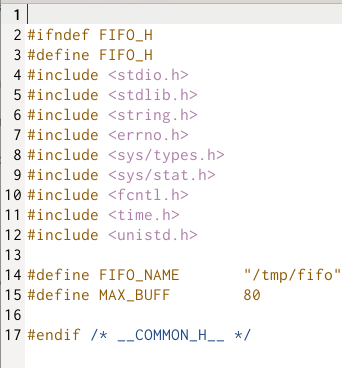 1
2 #ifndef FIFO_H
3 #define FIFO_H
4 #include <stdio.h>
5 #include <stdlib.h>
6 #include <string.h>
7 #include <errno.h>
8 #include <sys/types.h>
9 #include <sys/stat.h>
10 #include <fcntl.h>
11 #include <time.h>
12 #include <unistd.h>
13
14 #define FIFO_NAME       "/tmp/fifo"
15 #define MAX_BUFF        80
16
17 #endif /* __COMMON_H__ */